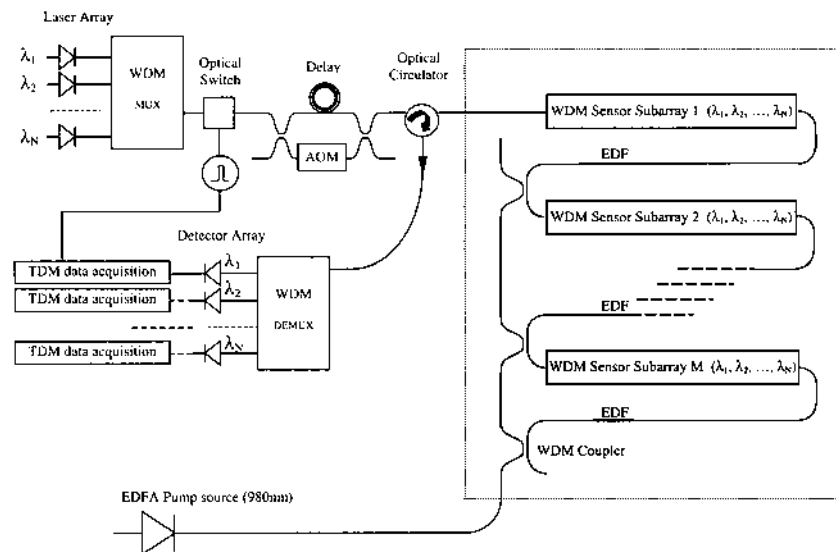 Laser Array
λ1
λ2
λN
WDM
MUX
Optical
Switch
Delay
AOM
Optical
Circulator
WDM Sensor Subarray 1 (λ1, λ2, ..., λN)
EDF
WDM Sensor Subarray 2 (λ1, λ2, ..., λN)
EDF
WDM Sensor Subarray M (λ1, λ2, ..., λN)
EDF
WDM Coupler
Detector Array
TDM data acquisition
TDM data acquisition
TDM data acquisition
λ1
λ2
λN
WDM
DEMUX
EDFA Pump source (980nm)